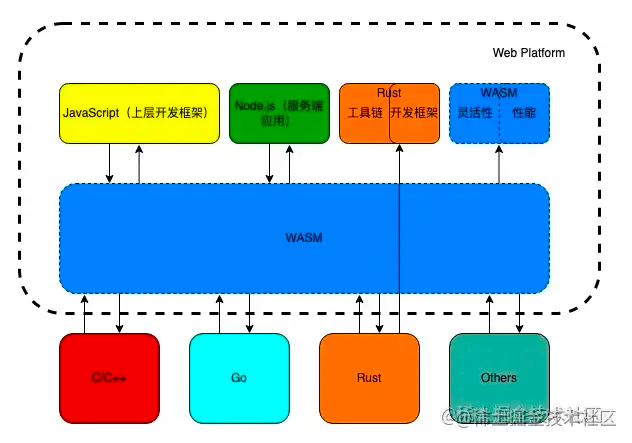 Web Platform
JavaScript（上层开发框架）
Node.js（服务端
应用）
Rust
工具链 开发框架
WASM
灵活性 性能
WASM
C/C++
Go
Rust
Others
@稀土掘金技术社区